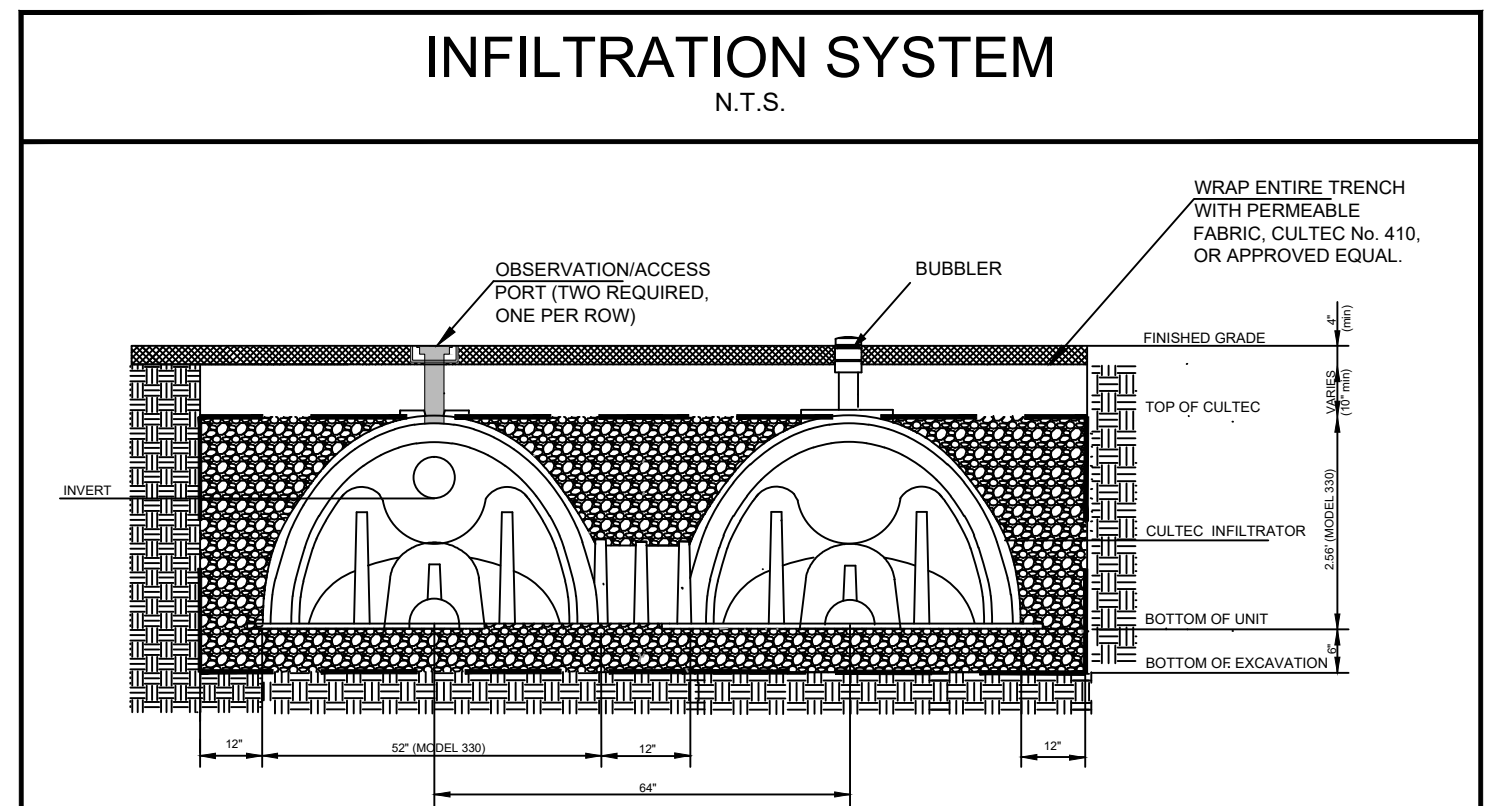 INFILTRATION SYSTEM
N.T.S.
WRAP ENTIRE TRENCH
WITH PERMEABLE
FABRIC, CULTEC No. 410,
OR APPROVED EQUAL.
OBSERVATION/ACCESS
PORT (TWO REQUIRED,
ONE PER ROW)
BUBBLER
FINISHED GRADE
4"
(min)
VARIES
(10" min)
TOP OF CULTEC
INVERT
2.56' (MODEL 330)
CULTEC INFILTRATOR
BOTTOM OF UNIT
6"
BOTTOM OF EXCAVATION
12"
52" (MODEL 330)
12"
12"
64"